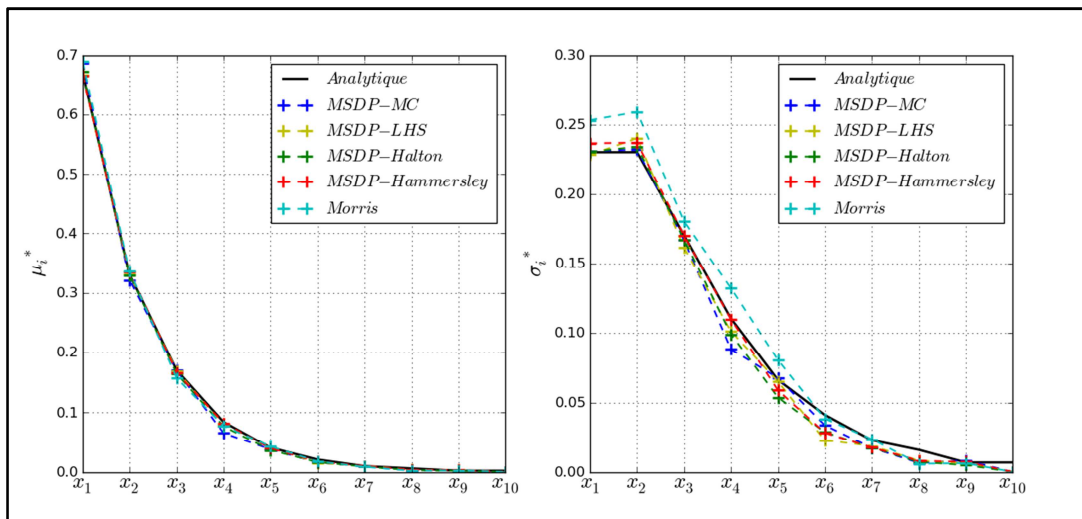 0.7
0.6
0.5
0.4
0.3
0.2
0.1
0.0
μᵢ*
Analytique
MSDP−MC
MSDP−LHS
MSDP−Halton
MSDP−Hammersley
Morris
x₁ x₂ x₃ x₄ x₅ x₆ x₇ x₈ x₉ x₁₀
0.30
0.25
0.20
0.15
0.10
0.05
0.00
σᵢ*
Analytique
MSDP−MC
MSDP−LHS
MSDP−Halton
MSDP−Hammersley
Morris
x₁ x₂ x₃ x₄ x₅ x₆ x₇ x₈ x₉ x₁₀